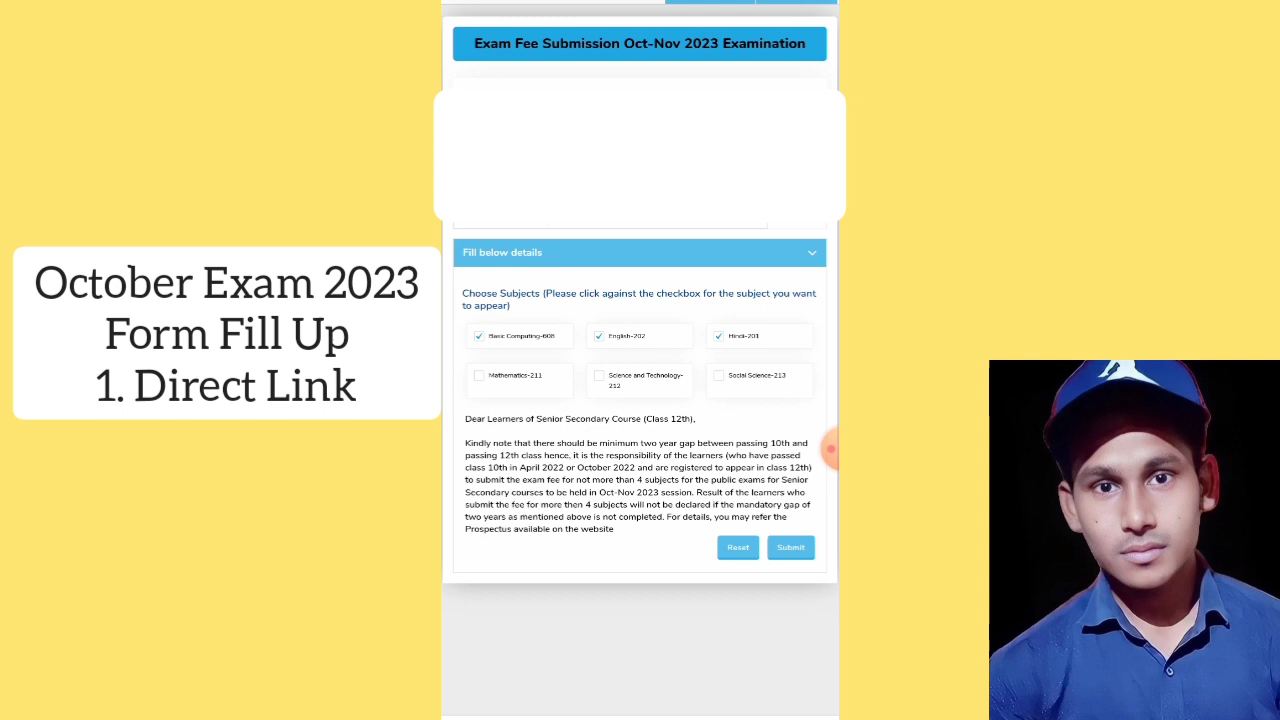 Exam Fee Submission Oct-Nov 2023 Examination
October Exam 2023
Form Fill Up
1. Direct Link
Fill below details
Choose Subjects (Please click against the checkbox for the subject you want
to appear)
Basic Computing-608
English-202
Hindi-201
Mathematics-211
Science and Technology-
212
Social Science-213
Dear Learners of Senior Secondary Course (Class 12th),
Kindly note that there should be minimum two year gap between passing 10th and
passing 12th class hence, it is the responsibility of the learners (who have passed
class 10th in April 2022 or October 2022 and are registered to appear in class 12th)
to submit the exam fee for not more than 4 subjects for the public exams for Senior
Secondary courses to be held in Oct-Nov 2023 session. Result of the learners who
submit the fee for more then 4 subjects will not be declared if the mandatory gap of
two years as mentioned above is not completed. For details, you may refer the
Prospectus available on the website
Reset
Submit